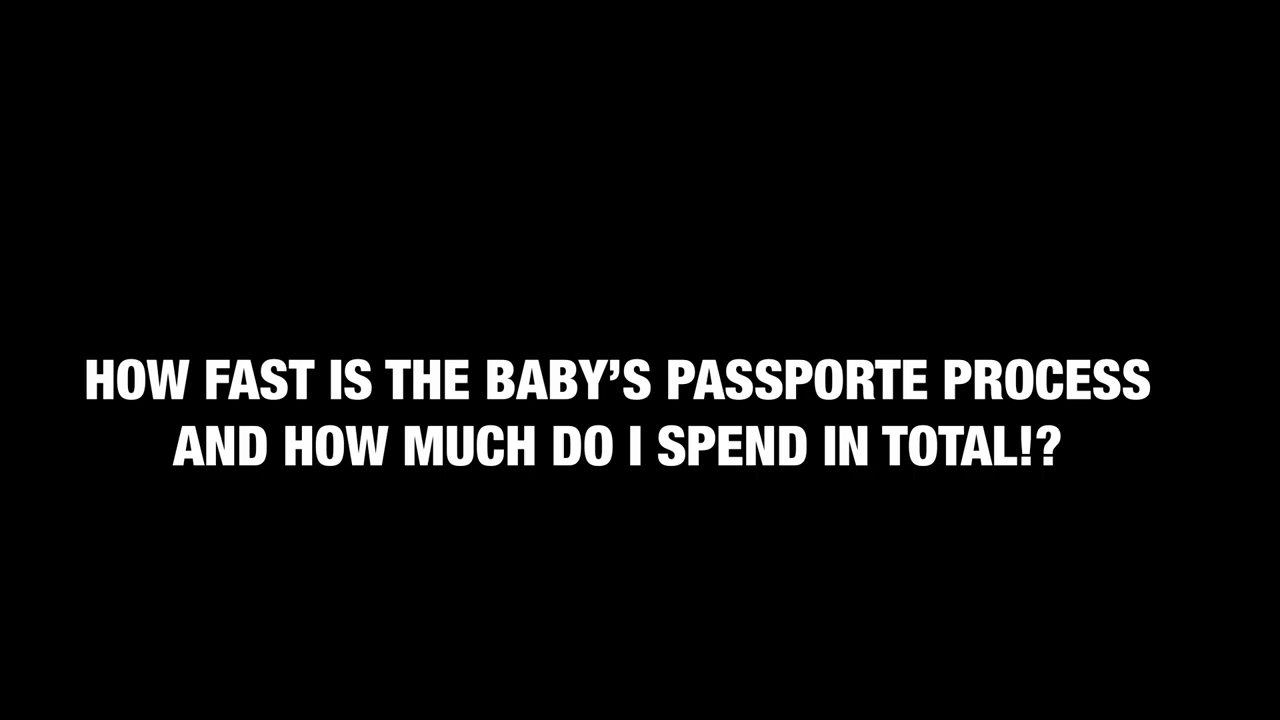 HOW FAST IS THE BABY’S PASSPORTE PROCESS
AND HOW MUCH DO I SPEND IN TOTAL!?